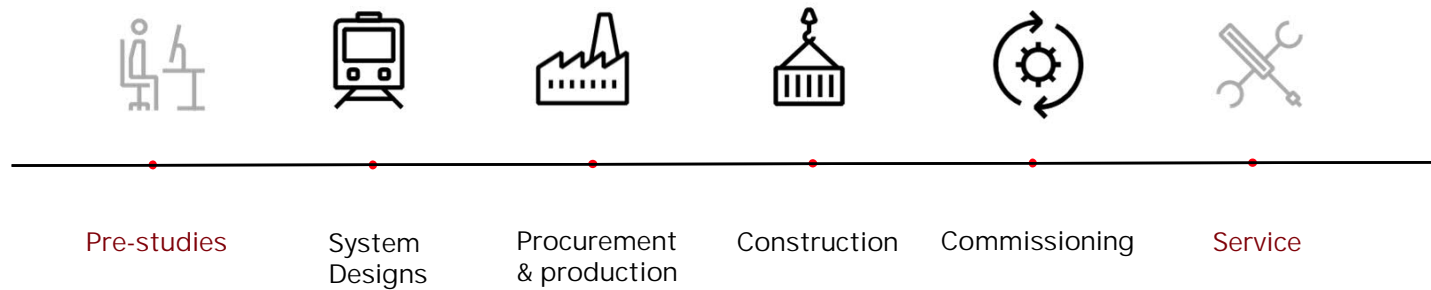 Pre-studies
System
Designs
Procurement
& production
Construction
Commissioning
Service